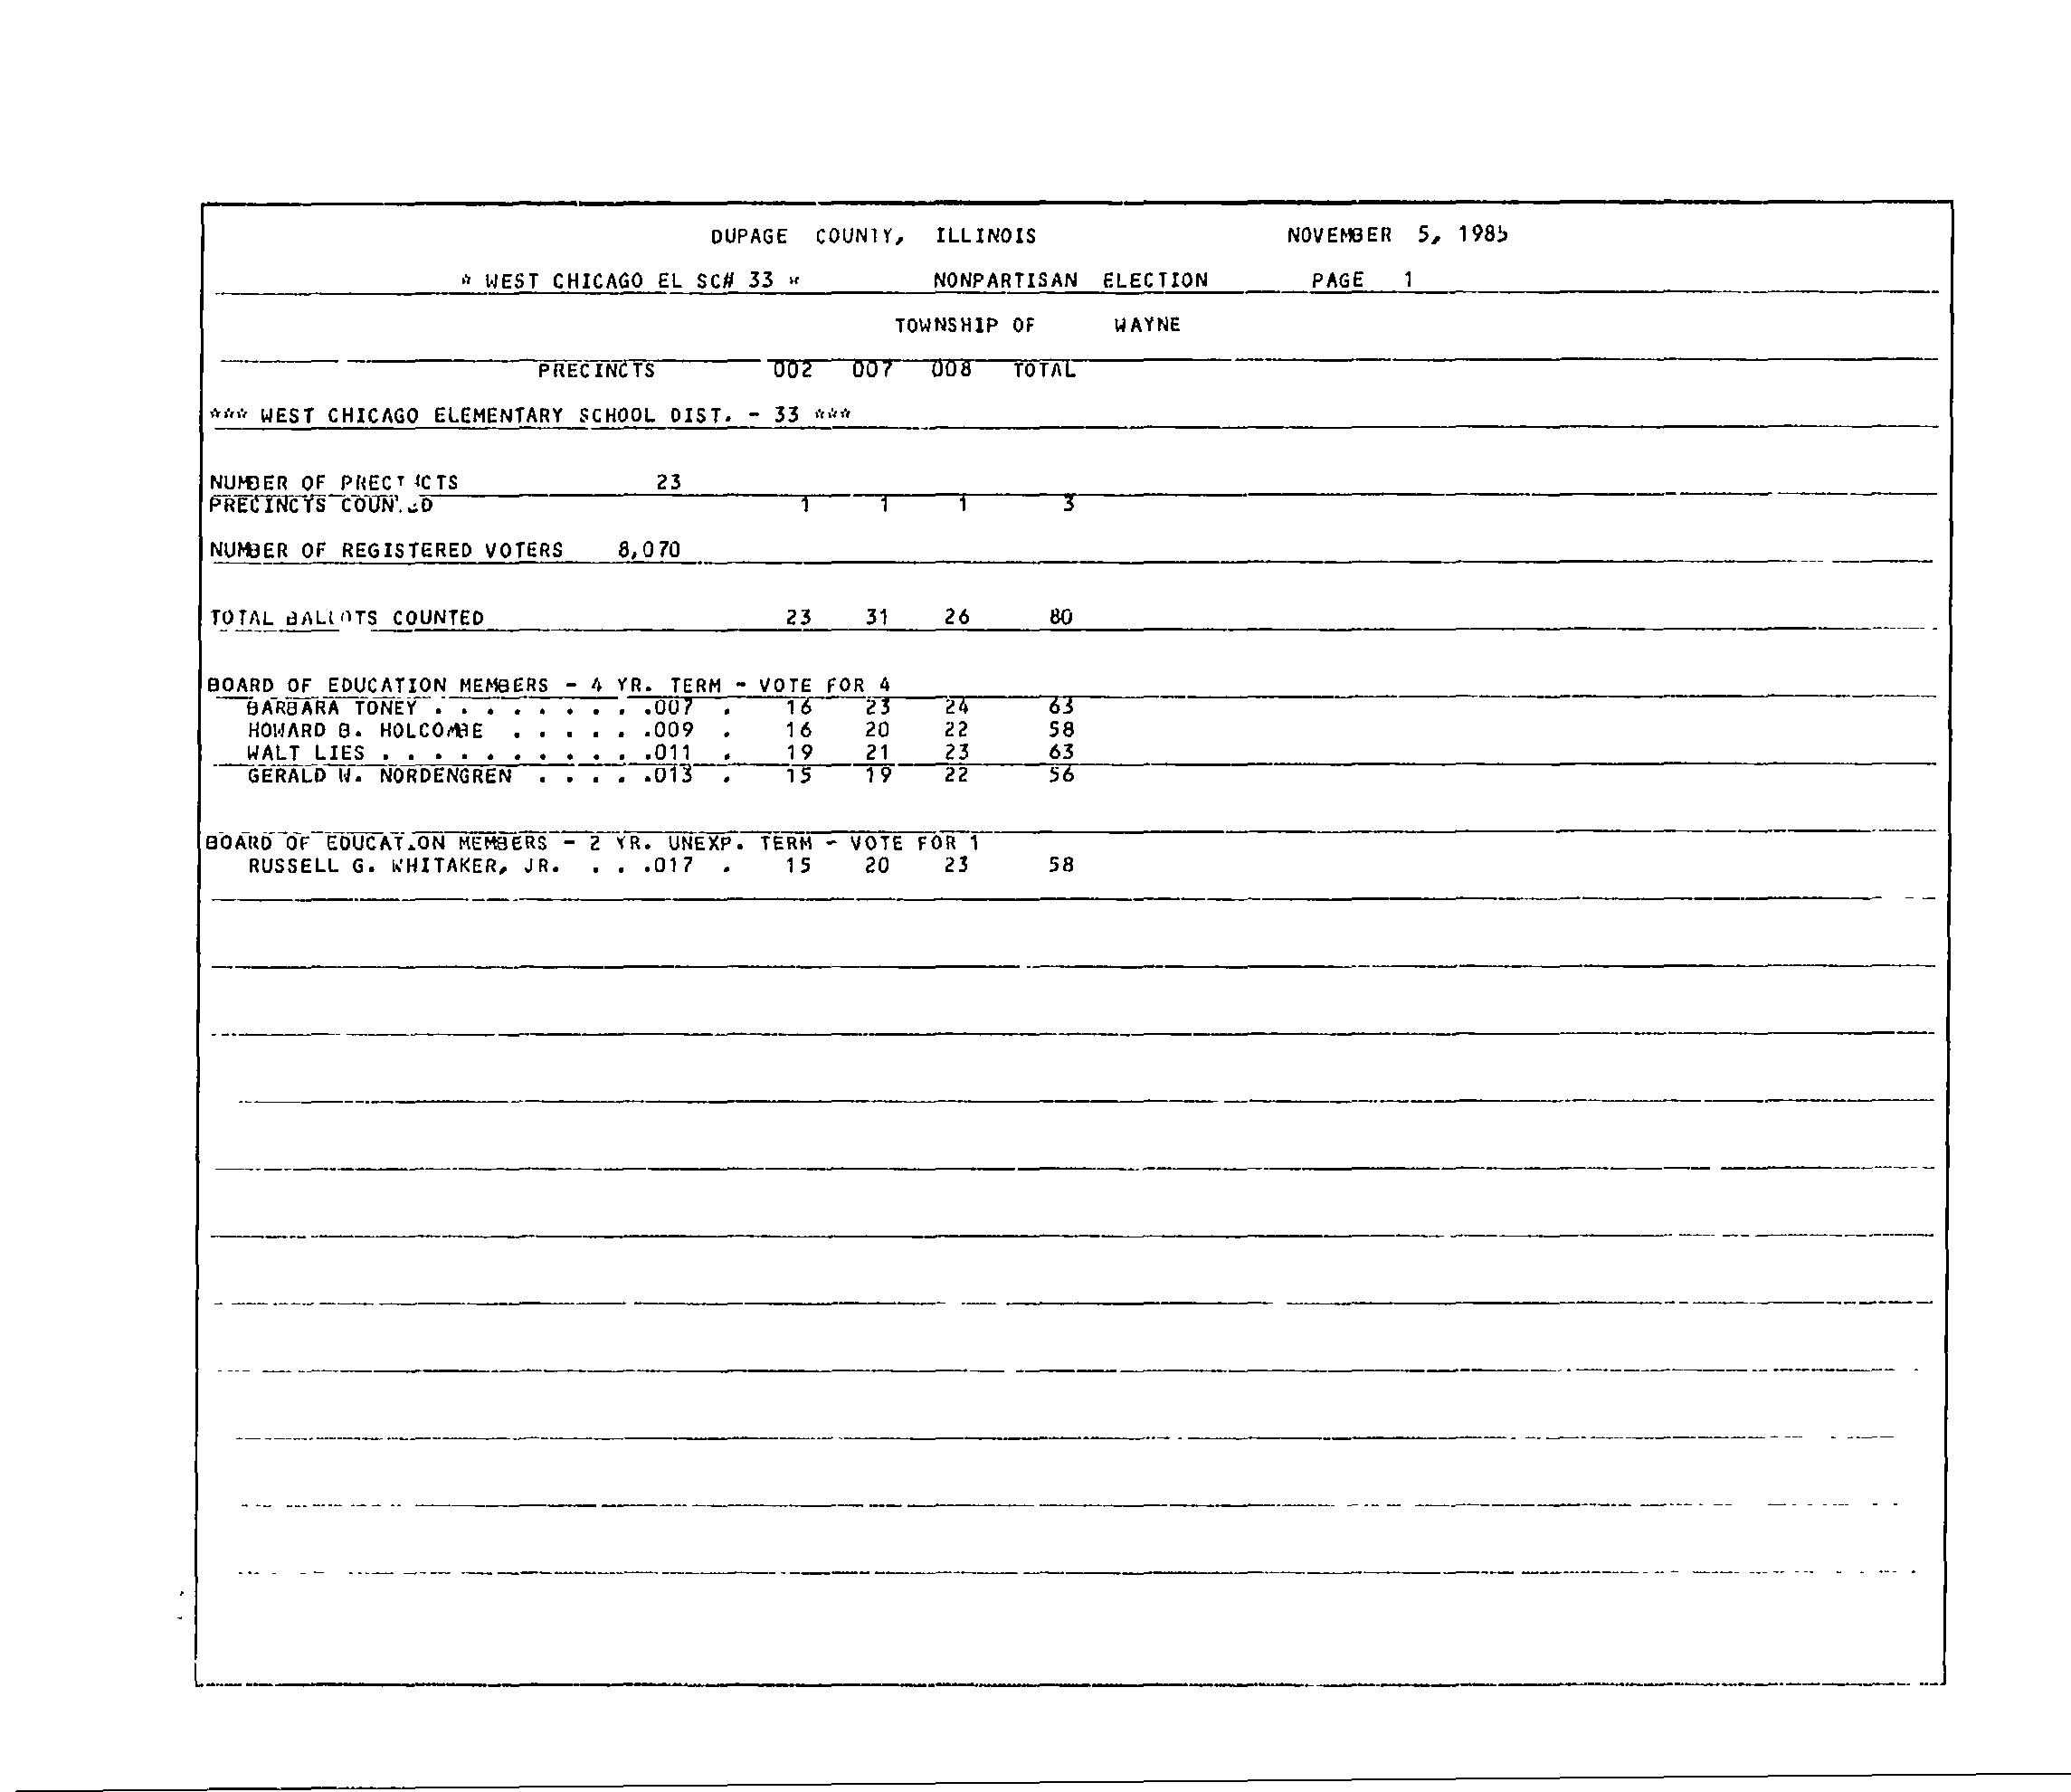 DUPAGE COUNTY, ILLINOIS NOVEMBER 5, 1985
* WEST CHICAGO EL SC# 33 * NONPARTISAN ELECTION PAGE 1
TOWNSHIP OF WAYNE
PRECINCTS 002 007 008 TOTAL
*** WEST CHICAGO ELEMENTARY SCHOOL DIST. - 33 ***
NUMBER OF PRECINCTS 23
PRECINCTS COUNTED 1 1 1 3
NUMBER OF REGISTERED VOTERS 8,070
TOTAL BALLOTS COUNTED 23 31 26 80
BOARD OF EDUCATION MEMBERS - 4 YR. TERM - VOTE FOR 4
BARBARA TONEY . . . . . . . . .007 . 16 23 24 63
HOWARD B. HOLCOMBE . . . . . .009 . 16 20 22 58
WALT LIES . . . . . . . . . . .011 . 19 21 23 63
GERALD W. NORDENGREN . . . . .013 . 15 19 22 56
BOARD OF EDUCATION MEMBERS - 2 YR. UNEXP. TERM - VOTE FOR 1
RUSSELL G. WHITAKER, JR. . . .017 . 15 20 23 58